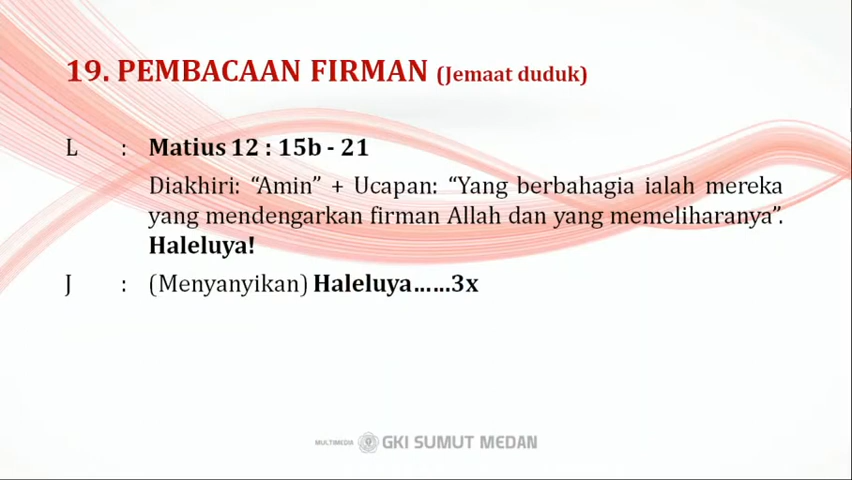 19. PEMBACAAN FIRMAN (Jemaat duduk)
L : Matius 12 : 15b - 21
Diakhiri: “Amin” + Ucapan: “Yang berbahagia ialah mereka
yang mendengarkan firman Allah dan yang memeliharanya”.
Haleluya!
J : (Menyanyikan) Haleluya......3x
MULTIMEDIA GKI SUMUT MEDAN